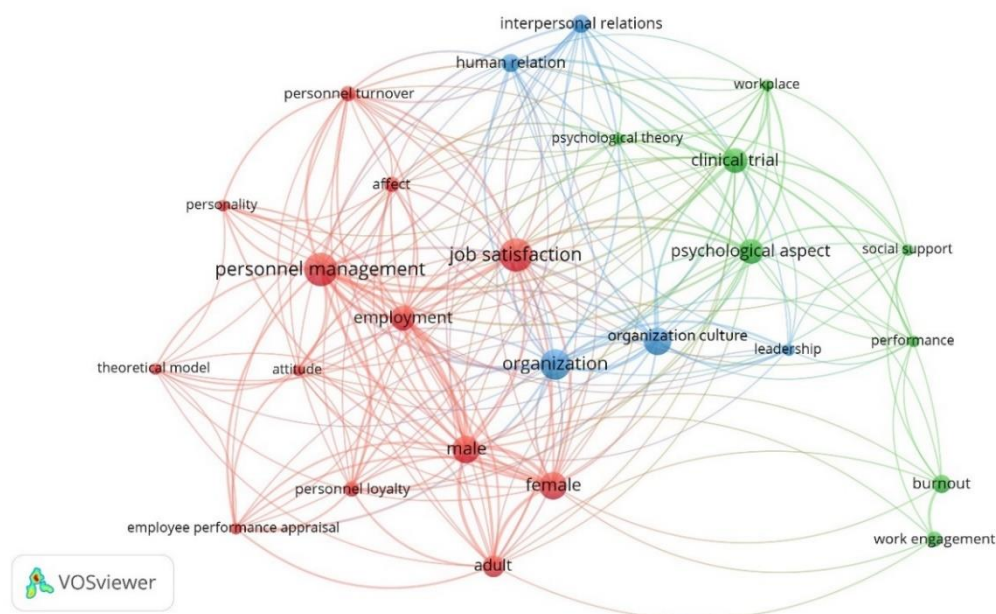 interpersonal relations
human relation
workplace
personnel turnover
psychological theory
clinical trial
affect
personality
job satisfaction
psychological aspect
social support
personnel management
employment
organization culture
performance
leadership
organization
theoretical model
attitude
male
female
burnout
personnel loyalty
employee performance appraisal
work engagement
adult
VOSviewer